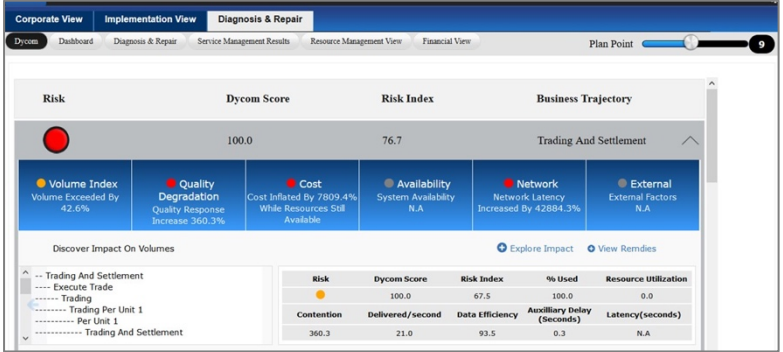 Corporate View Implementation View Diagnosis & Repair
Dycom Dashboard Diagnosis & Repair Service Management Results Resource Management View Financial View Plan Point 9
Risk Dycom Score Risk Index Business Trajectory
100.0 76.7 Trading And Settlement
Volume Index Quality Cost Availability Network External
Volume Exceeded By Degradation Cost Inflated By 7809.4% System Availability Network Latency External Factors
42.6% Quality Response While Resources Still N.A Increased By 42884.3% N.A
Increase 360.3% Available
Discover Impact On Volumes Explore Impact View Remdies
-- Trading And Settlement
---- Execute Trade
------ Trading
-------- Trading Per Unit 1
---------- Per Unit 1
------------ Trading And Settlement
Risk Dycom Score Risk Index % Used Resource Utilization
100.0 67.5 100.0 0.0
Contention Delivered/second Data Efficiency Auxilliary Delay (Seconds) Latency(seconds)
360.3 21.0 93.5 0.3 N.A